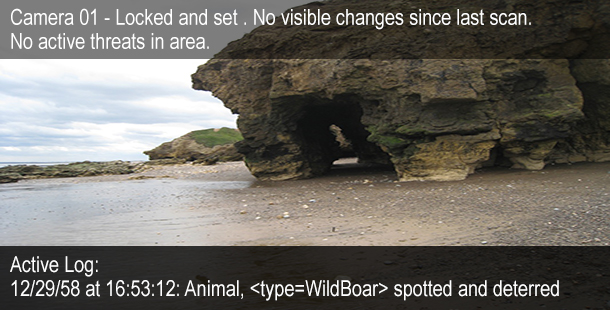 Camera 01 - Locked and set . No visible changes since last scan.
No active threats in area.
Active Log:
12/29/58 at 16:53:12: Animal, <type=WildBoar> spotted and deterred